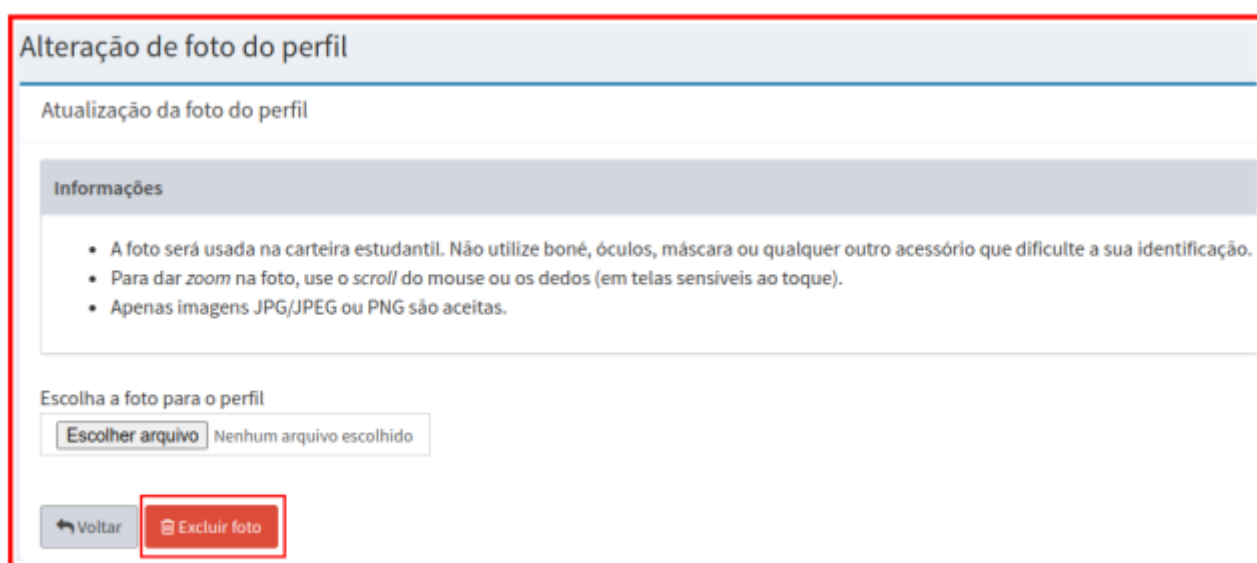 Alteração de foto do perfil
Atualização da foto do perfil
Informações
• A foto será usada na carteira estudantil. Não utilize boné, óculos, máscara ou qualquer outro acessório que dificulte a sua identificação.
• Para dar zoom na foto, use o scroll do mouse ou os dedos (em telas sensíveis ao toque).
• Apenas imagens JPG/JPEG ou PNG são aceitas.
Escolha a foto para o perfil
Escolher arquivo Nenhum arquivo escolhido
Voltar Excluir foto